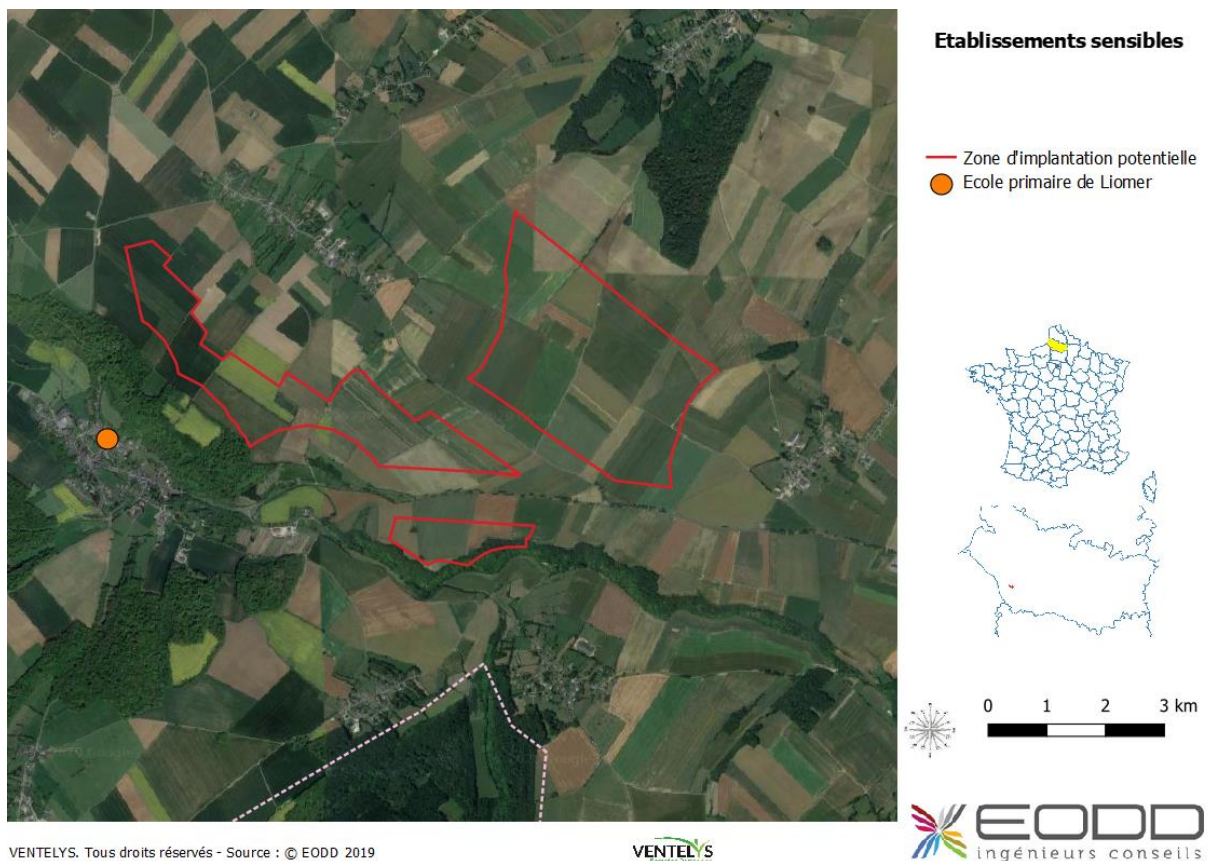 Etablissements sensibles
Zone d'implantation potentielle
Ecole primaire de Liomer
0 1 2 3 km
EODD
ingénieurs conseils
VENTELYS. Tous droits réservés - Source : © EODD 2019
VENTELYS